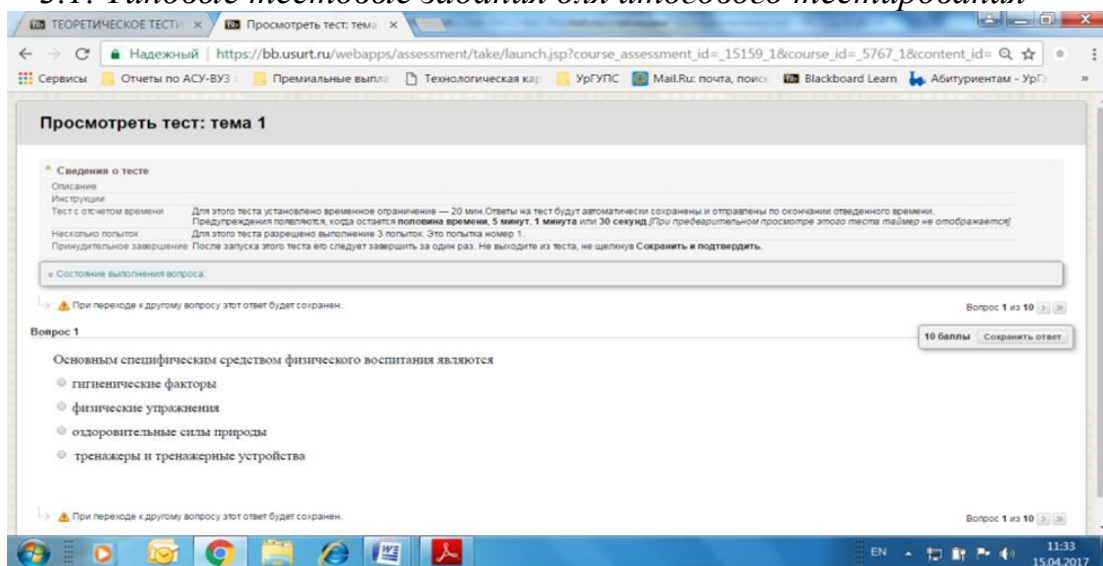 5.1. Типовые тестовые задания для итогового тестирования
ТЕОРЕТИЧЕСКОЕ ТЕСТИ
Просмотреть тест: тема
Надежный | https://bb.usurt.ru/webapps/assessment/take/launch.jsp?course_assessment_id=_15159_1&course_id=_5767_1&content_id=
Сервисы Отчеты по АСУ-ВУЗ Премиальные выпла Технологическая кар УрГУПС Mail.Ru: почта, поиск Blackboard Learn Абитуриентам - УрГ
Просмотреть тест: тема 1
Сведения о тесте
Описание
Инструкции
Тест с отсчетом времени Для этого теста установлено временное ограничение — 20 мин. Ответы на тест будут автоматически сохранены и отправлены по окончании отведенного времени.
Предупреждения появляются, когда остается половина времени, 5 минут, 1 минута или 30 секунд. [При предварительном просмотре этого теста таймер не отображается]
Несколько попыток Для этого теста разрешено выполнение 3 попыток. Это попытка номер 1.
Принудительное завершение После запуска этого теста его следует завершить за один раз. Не выходите из теста, не щелкнув Сохранить и подтвердить.
Состояние выполнения вопроса:
При переходе к другому вопросу этот ответ будет сохранен.
Вопрос 1 из 10
Вопрос 1
10 баллы Сохранить ответ
Основным специфическим средством физического воспитания являются
гигиенические факторы
физические упражнения
оздоровительные силы природы
тренажеры и тренажерные устройства
При переходе к другому вопросу этот ответ будет сохранен.
Вопрос 1 из 10
EN
11:33
15.04.2017